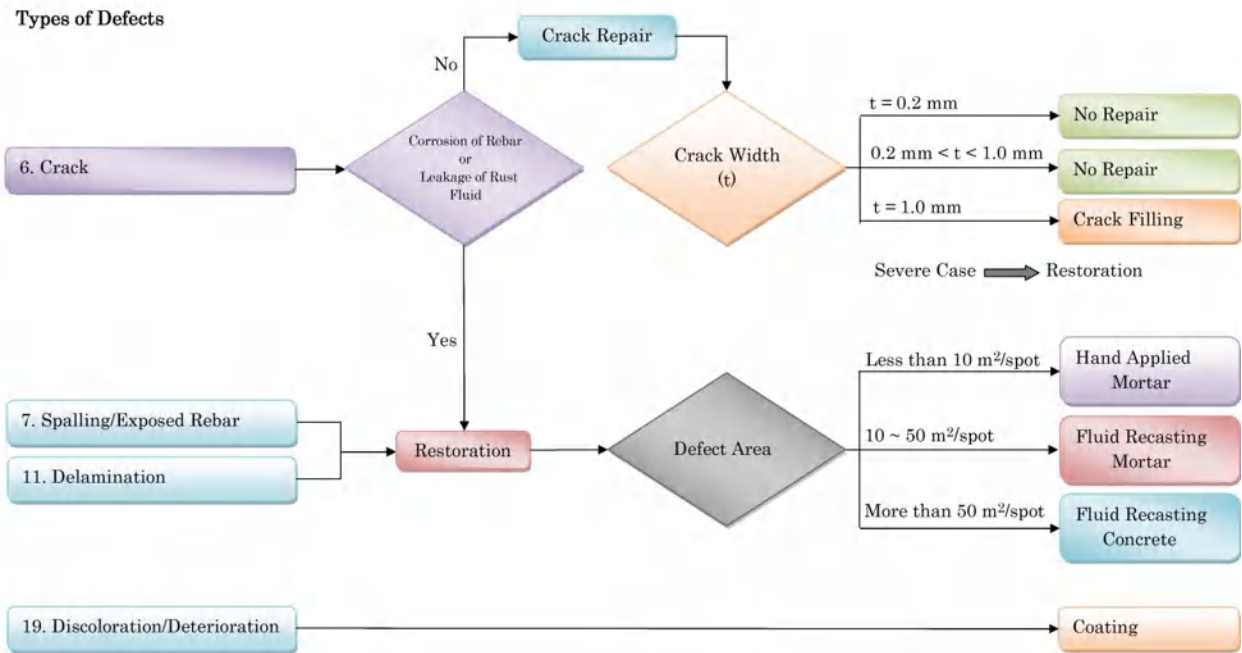 Types of Defects
Crack Repair
No
t = 0.2 mm
No Repair
6. Crack
Corrosion of Rebar
or
Leakage of Rust
Fluid
Crack Width
(t)
0.2 mm < t < 1.0 mm
No Repair
t = 1.0 mm
Crack Filling
Severe Case
Restoration
Yes
Less than 10 m²/spot
Hand Applied
Mortar
7. Spalling/Exposed Rebar
11. Delamination
Restoration
Defect Area
10 ~ 50 m²/spot
Fluid Recasting
Mortar
More than 50 m²/spot
Fluid Recasting
Concrete
19. Discoloration/Deterioration
Coating